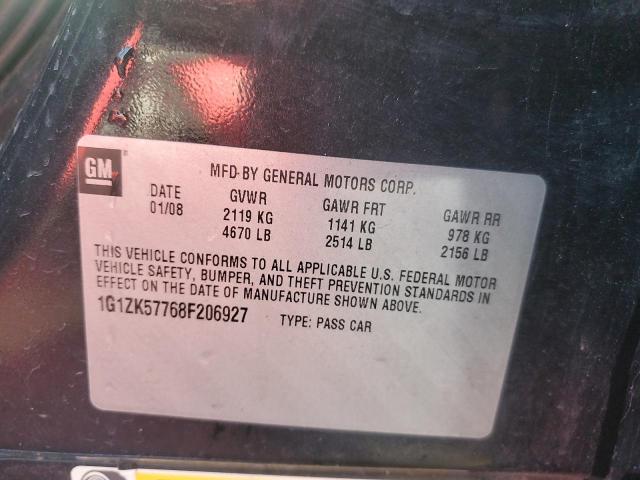 GM
MFD BY GENERAL MOTORS CORP.
DATE GVWR GAWR FRT GAWR RR
01/08 2119 KG 1141 KG 978 KG
4670 LB 2514 LB 2156 LB
THIS VEHICLE CONFORMS TO ALL APPLICABLE U.S. FEDERAL MOTOR
VEHICLE SAFETY, BUMPER, AND THEFT PREVENTION STANDARDS IN
EFFECT ON THE DATE OF MANUFACTURE SHOWN ABOVE.
1G1ZK57768F206927 TYPE: PASS CAR